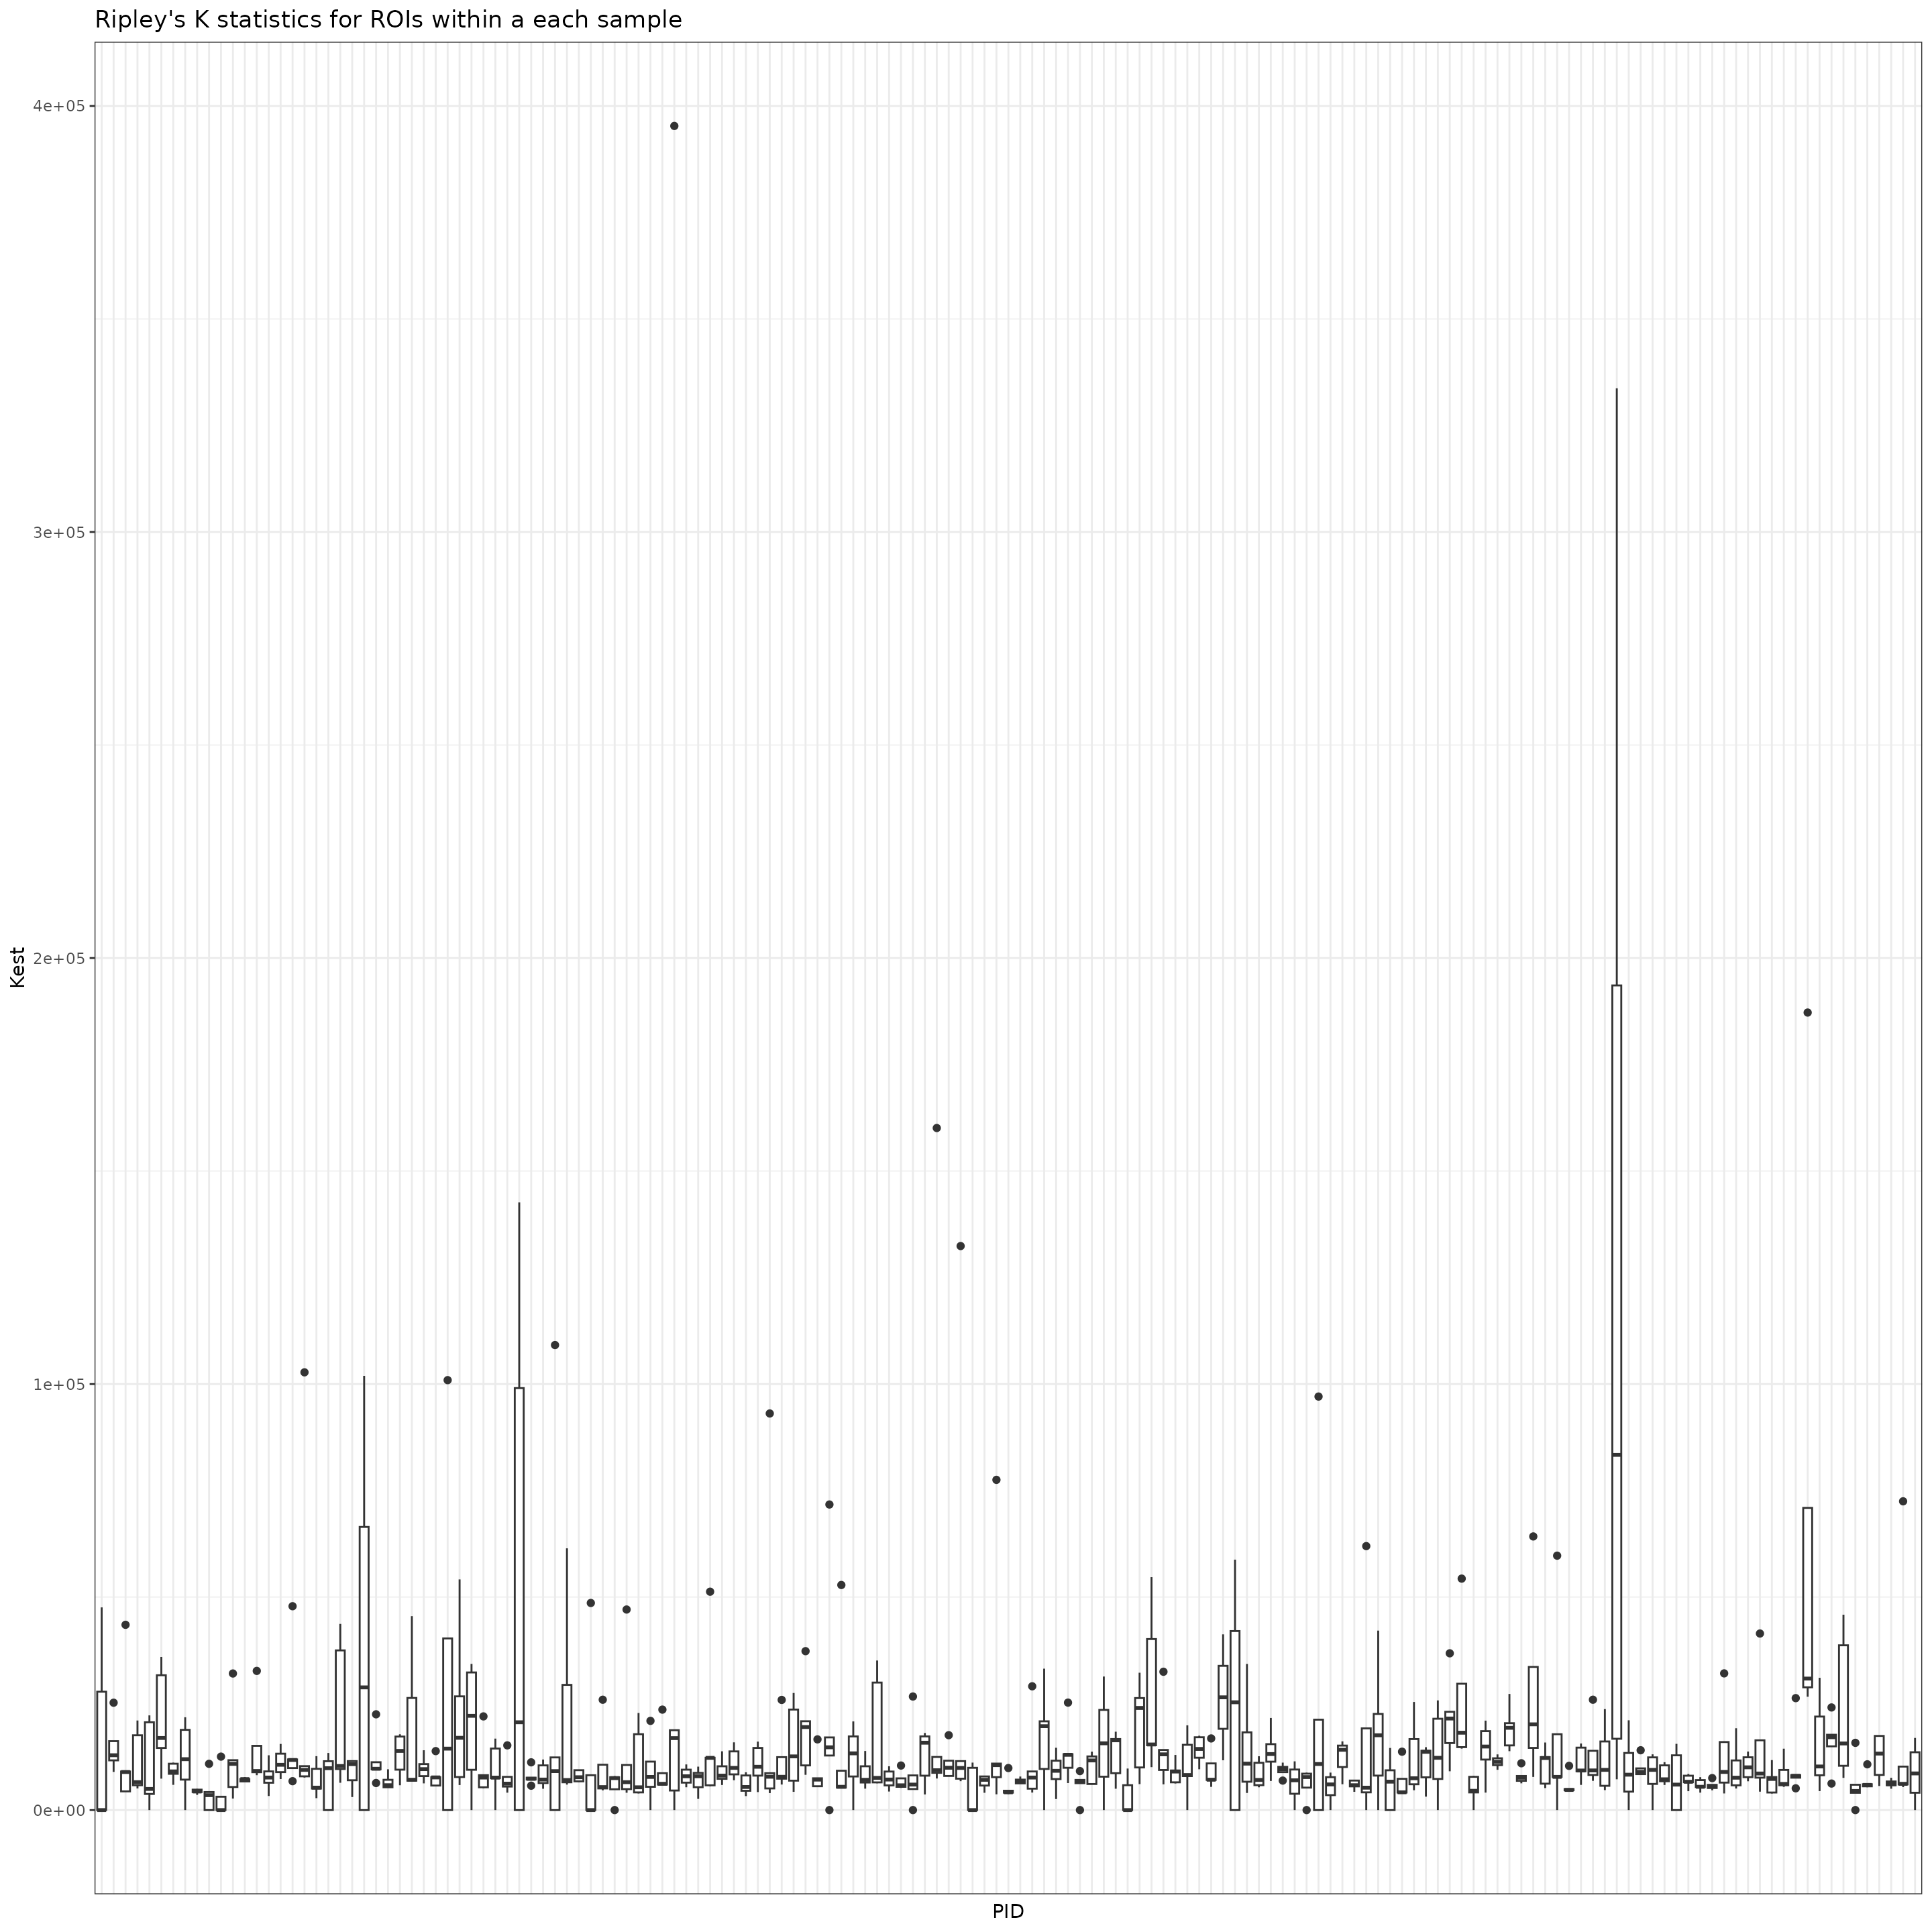 Ripley's K statistics for ROIs within a each sample
4e+05
3e+05
2e+05
1e+05
0e+00
Kest
PID